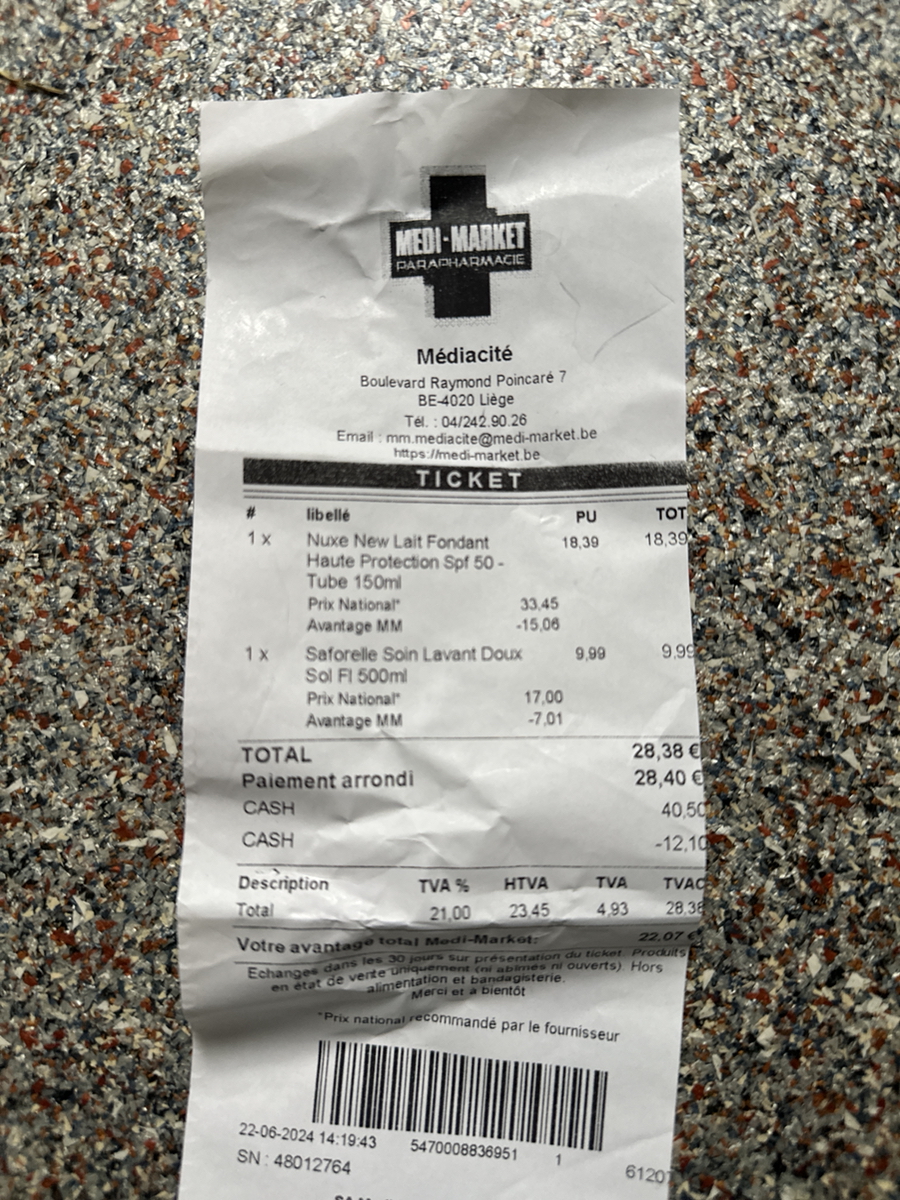 MEDI-MARKET
PARAPHARMACIE
Médiacité
Boulevard Raymond Poincaré 7
BE-4020 Liège
Tél. : 04/242.90.26
Email : mm.mediacite@medi-market.be
https://medi-market.be
TICKET
# libellé PU TOT
1 x Nuxe New Lait Fondant 18,39 18,39
Haute Protection Spf 50 -
Tube 150ml
Prix National* 33,45
Avantage MM -15,06
1 x Saforelle Soin Lavant Doux 9,99 9,99
Sol Fl 500ml
Prix National* 17,00
Avantage MM -7,01
TOTAL 28,38 €
Paiement arrondi 28,40 €
CASH 40,50
CASH -12,10
Description TVA % HTVA TVA TVAC
Total 21,00 23,45 4,93 28,38
Votre avantage total Medi-Market: 22,07 €
Echanges dans les 30 jours sur présentation du ticket. Produits
en état de vente uniquement (ni abîmés ni ouverts). Hors
alimentation et bandagisterie.
Merci et à bientôt
*Prix national recommandé par le fournisseur
22-06-2024 14:19:43 5470008836951 1
SN : 48012764 61207